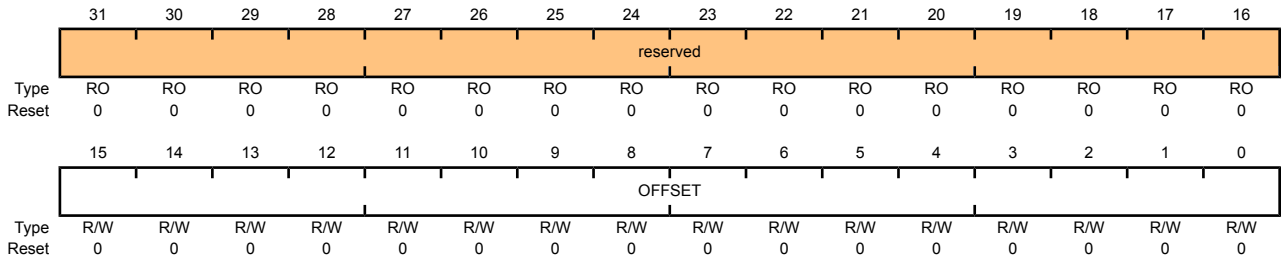 31 30 29 28 27 26 25 24 23 22 21 20 19 18 17 16
reserved
Type RO RO RO RO RO RO RO RO RO RO RO RO RO RO RO RO
Reset 0 0 0 0 0 0 0 0 0 0 0 0 0 0 0 0
15 14 13 12 11 10 9 8 7 6 5 4 3 2 1 0
OFFSET
Type R/W R/W R/W R/W R/W R/W R/W R/W R/W R/W R/W R/W R/W R/W R/W R/W
Reset 0 0 0 0 0 0 0 0 0 0 0 0 0 0 0 0